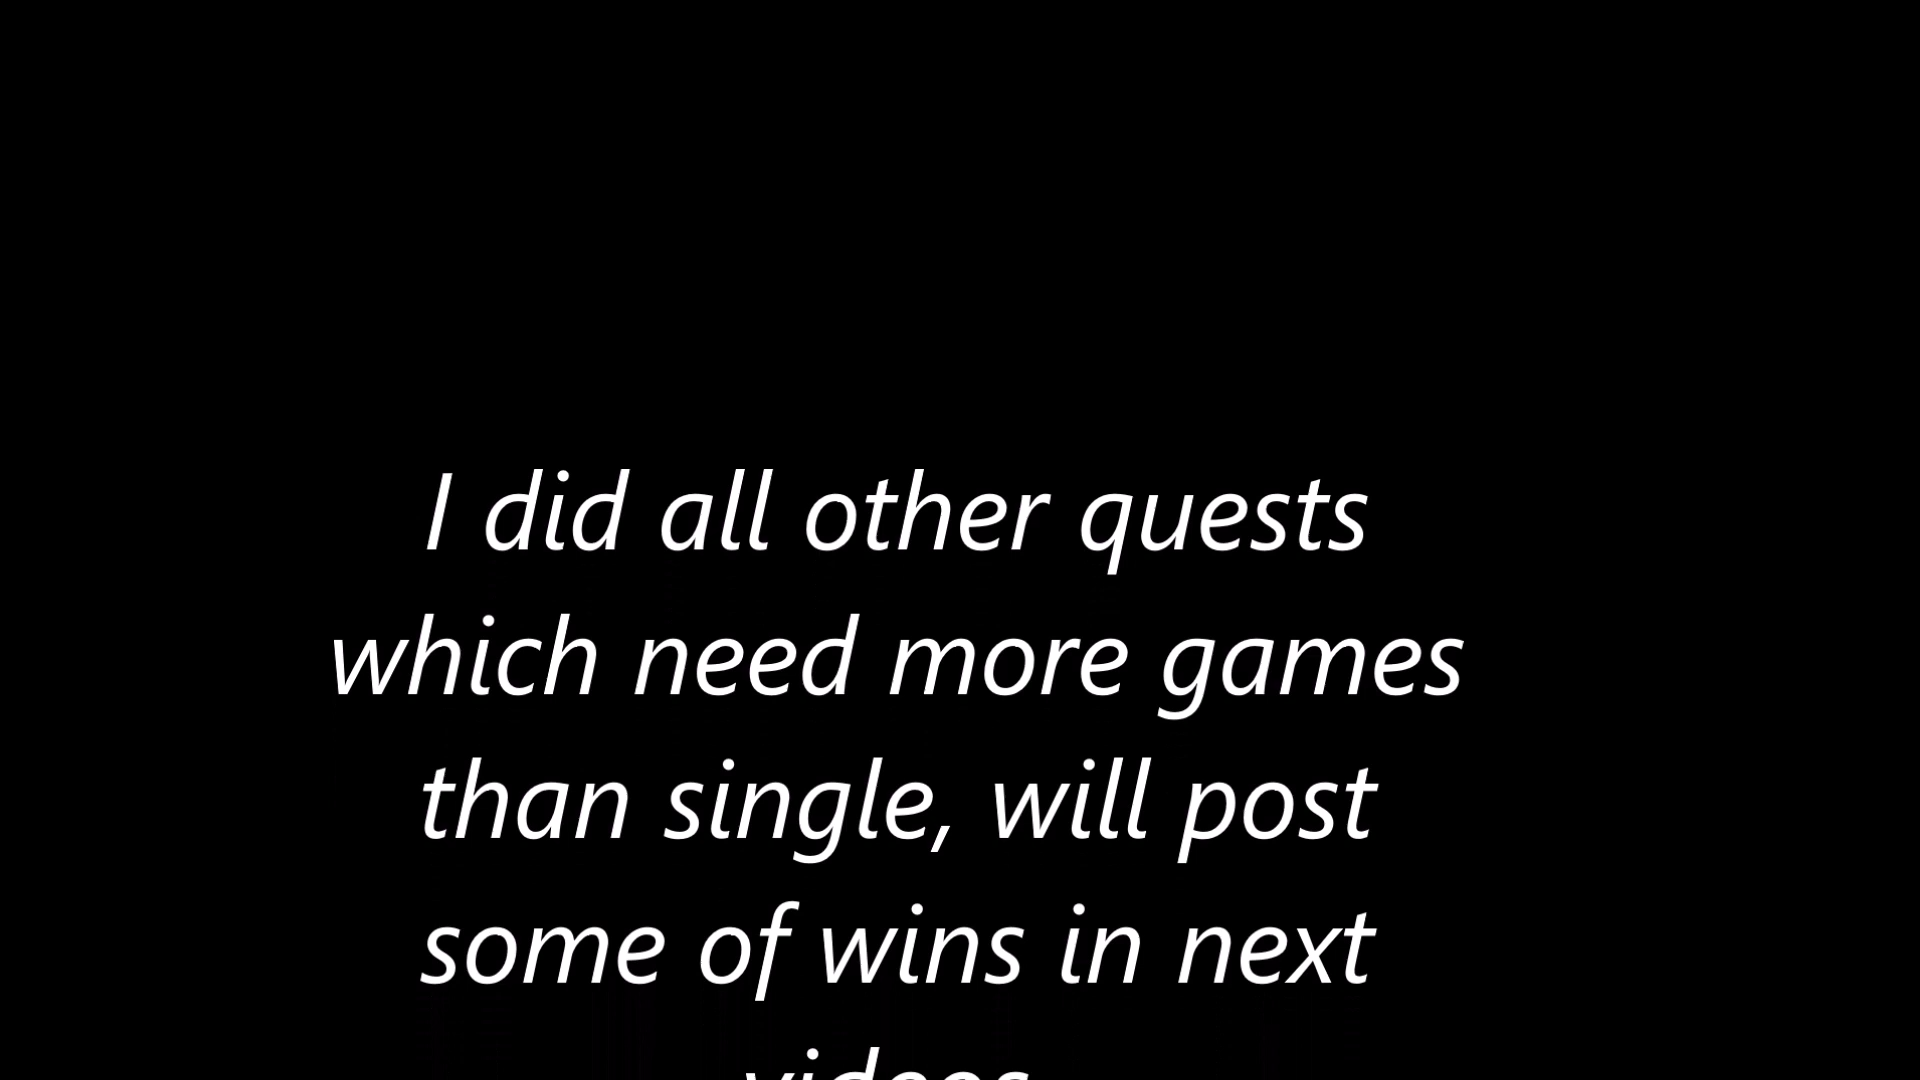 I did all other quests
which need more games
than single, will post
some of wins in next
videos